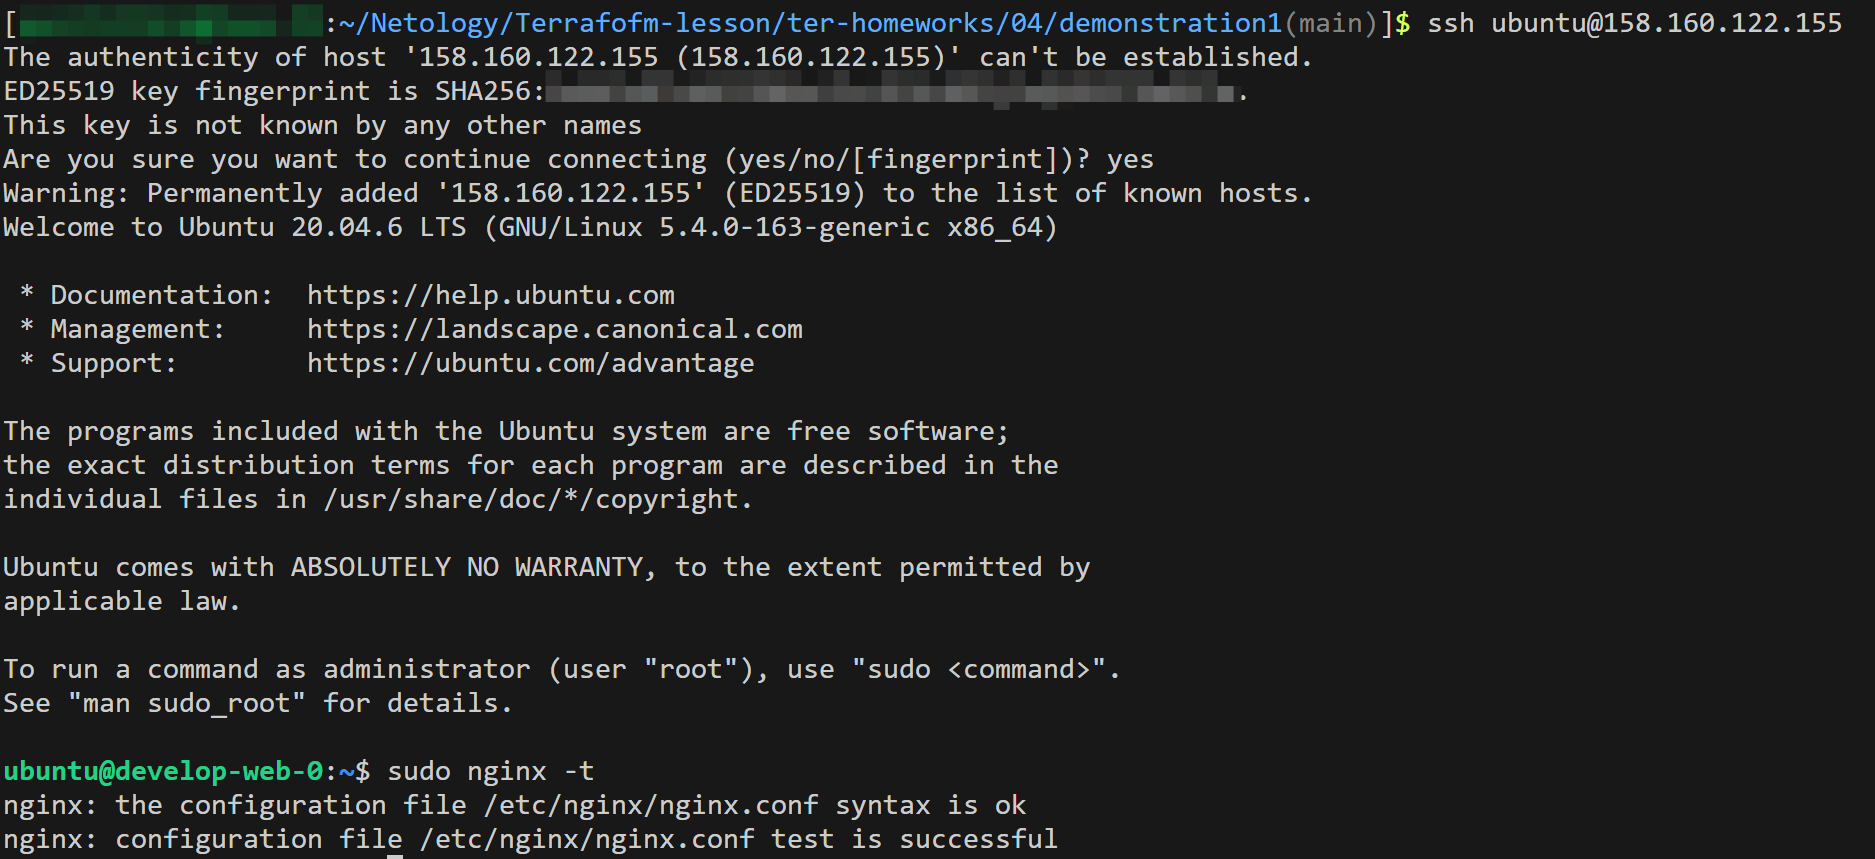 [:~/Netology/Terrafofm-lesson/ter-homeworks/04/demonstration1(main)]$ ssh ubuntu@158.160.122.155
The authenticity of host '158.160.122.155 (158.160.122.155)' can't be established.
ED25519 key fingerprint is SHA256:.
This key is not known by any other names
Are you sure you want to continue connecting (yes/no/[fingerprint])? yes
Warning: Permanently added '158.160.122.155' (ED25519) to the list of known hosts.
Welcome to Ubuntu 20.04.6 LTS (GNU/Linux 5.4.0-163-generic x86_64)
* Documentation:  https://help.ubuntu.com
* Management:     https://landscape.canonical.com
* Support:        https://ubuntu.com/advantage
The programs included with the Ubuntu system are free software;
the exact distribution terms for each program are described in the
individual files in /usr/share/doc/*/copyright.
Ubuntu comes with ABSOLUTELY NO WARRANTY, to the extent permitted by
applicable law.
To run a command as administrator (user "root"), use "sudo <command>".
See "man sudo_root" for details.
ubuntu@develop-web-0:~$ sudo nginx -t
nginx: the configuration file /etc/nginx/nginx.conf syntax is ok
nginx: configuration file /etc/nginx/nginx.conf test is successful